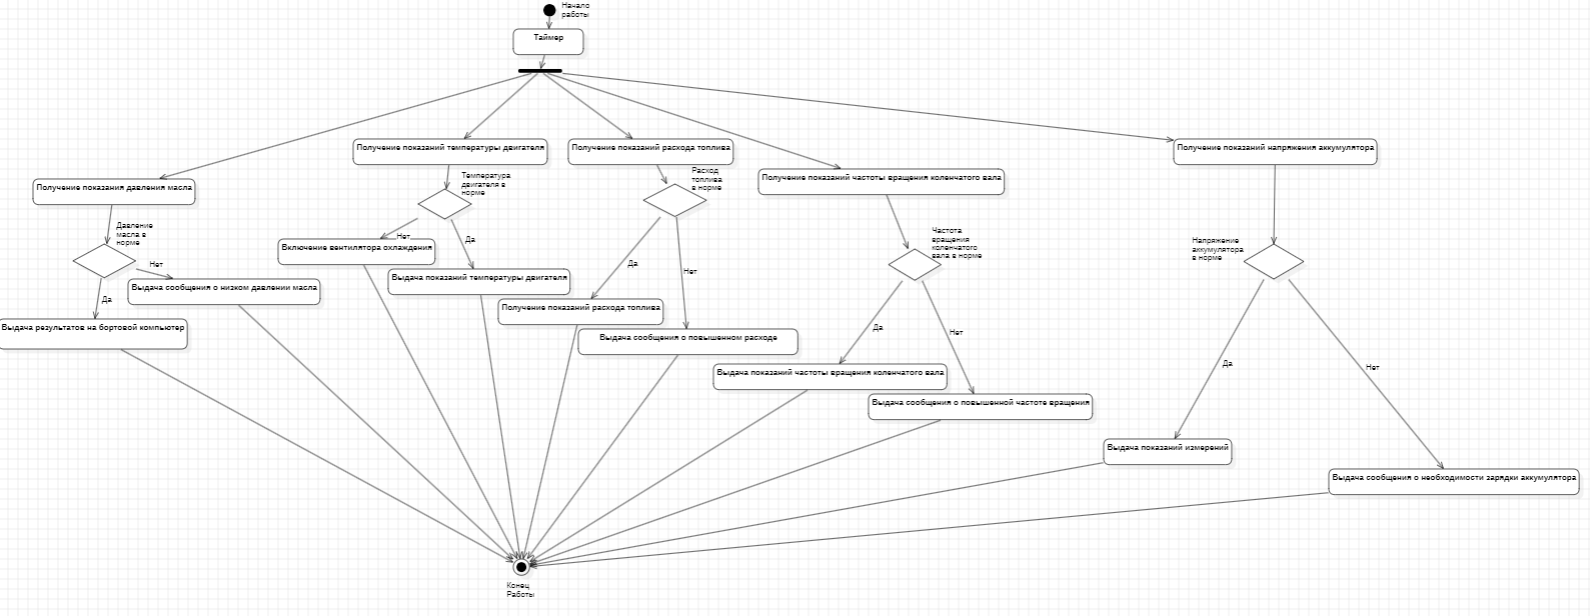 Начало
работы
Таймер
Получение показаний температуры двигателя
Получение показаний расхода топлива
Получение показаний напряжения аккумулятора
Получение показаний частоты вращения коленчатого вала
Получение показания давления масла
Температура
двигателя в
норме
Расход
топлива
в норме
Давление
масла в
норме
Частота
вращения
коленчатого
вала в норме
Напряжение
аккумулятора
в норме
Нет
Включение вентилятора охлаждения
Да
Нет
Выдача сообщения о низком давлении масла
Выдача показаний температуры двигателя
Да
Нет
Да
Получение показаний расхода топлива
Выдача результатов на бортовой компьютер
Выдача сообщения о повышенном расходе
Да
Нет
Выдача показаний частоты вращения коленчатого вала
Выдача сообщения о повышенной частоте вращения
Да
Нет
Выдача показаний измерений
Выдача сообщения о необходимости зарядки аккумулятора
Конец
Работы